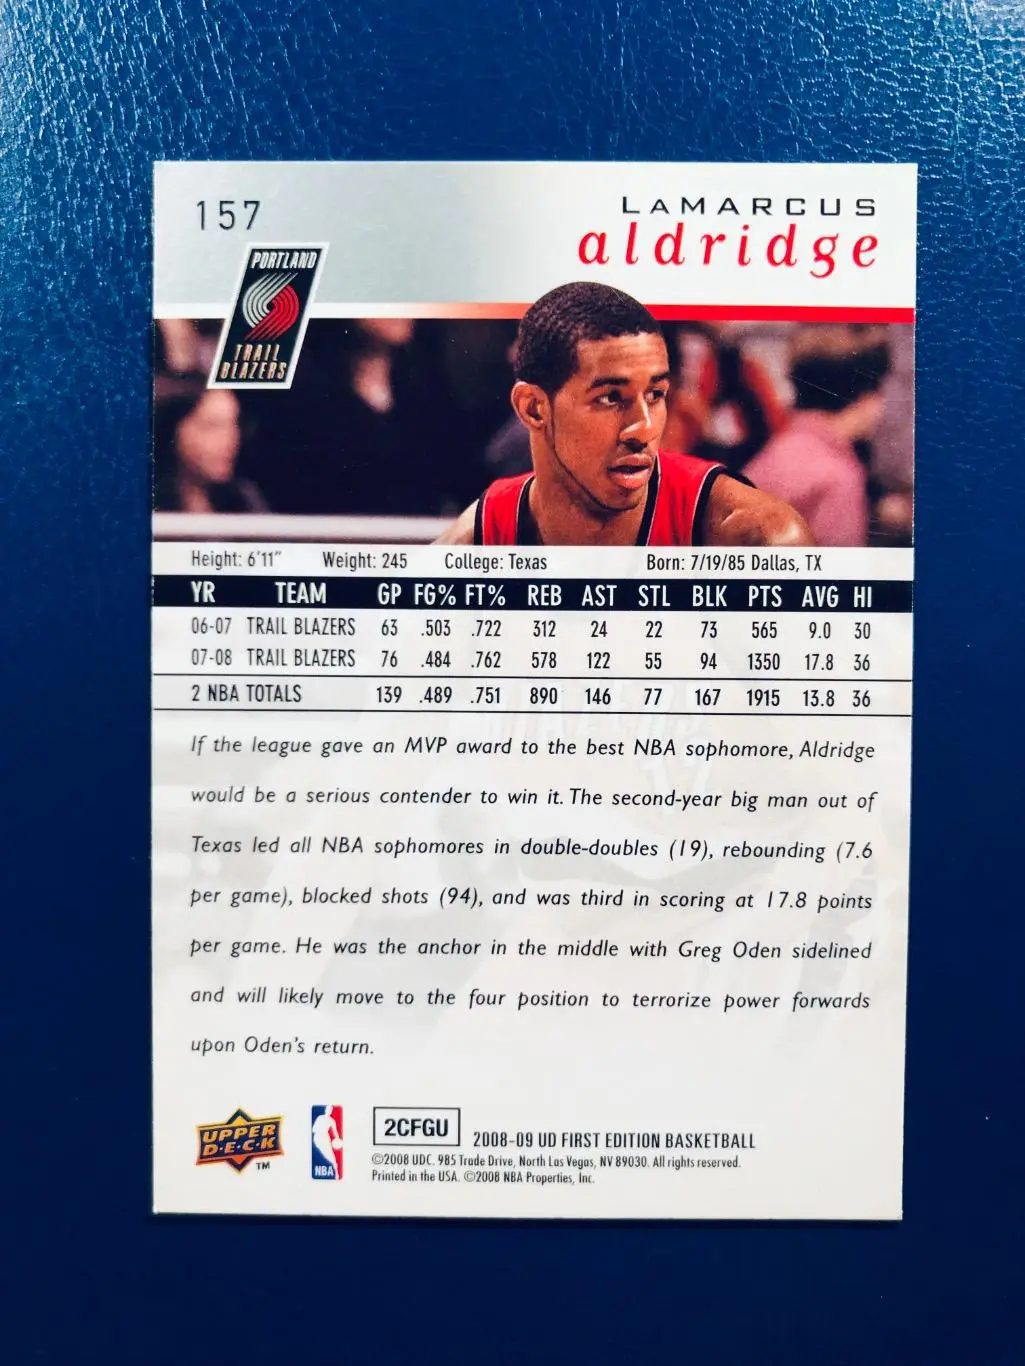 157
LAMARCUS
aldridge
PORTLAND
TRAIL
BLAZERS
Height: 6'11" Weight: 245 College: Texas Born: 7/19/85 Dallas, TX
YR TEAM GP FG% FT% REB AST STL BLK PTS AVG HI
06-07 TRAIL BLAZERS 63 .503 .722 312 24 22 73 565 9.0 30
07-08 TRAIL BLAZERS 76 .484 .762 578 122 55 94 1350 17.8 36
2 NBA TOTALS 139 .489 .751 890 146 77 167 1915 13.8 36
If the league gave an MVP award to the best NBA sophomore, Aldridge
would be a serious contender to win it. The second-year big man out of
Texas led all NBA sophomores in double-doubles (19), rebounding (7.6
per game), blocked shots (94), and was third in scoring at 17.8 points
per game. He was the anchor in the middle with Greg Oden sidelined
and will likely move to the four position to terrorize power forwards
upon Oden's return.
UPPER
D·E·C·K
TM
NBA
2CFGU
2008-09 UD FIRST EDITION BASKETBALL
©2008 UDC. 985 Trade Drive, North Las Vegas, NV 89030. All rights reserved.
Printed in the USA. ©2008 NBA Properties, Inc.